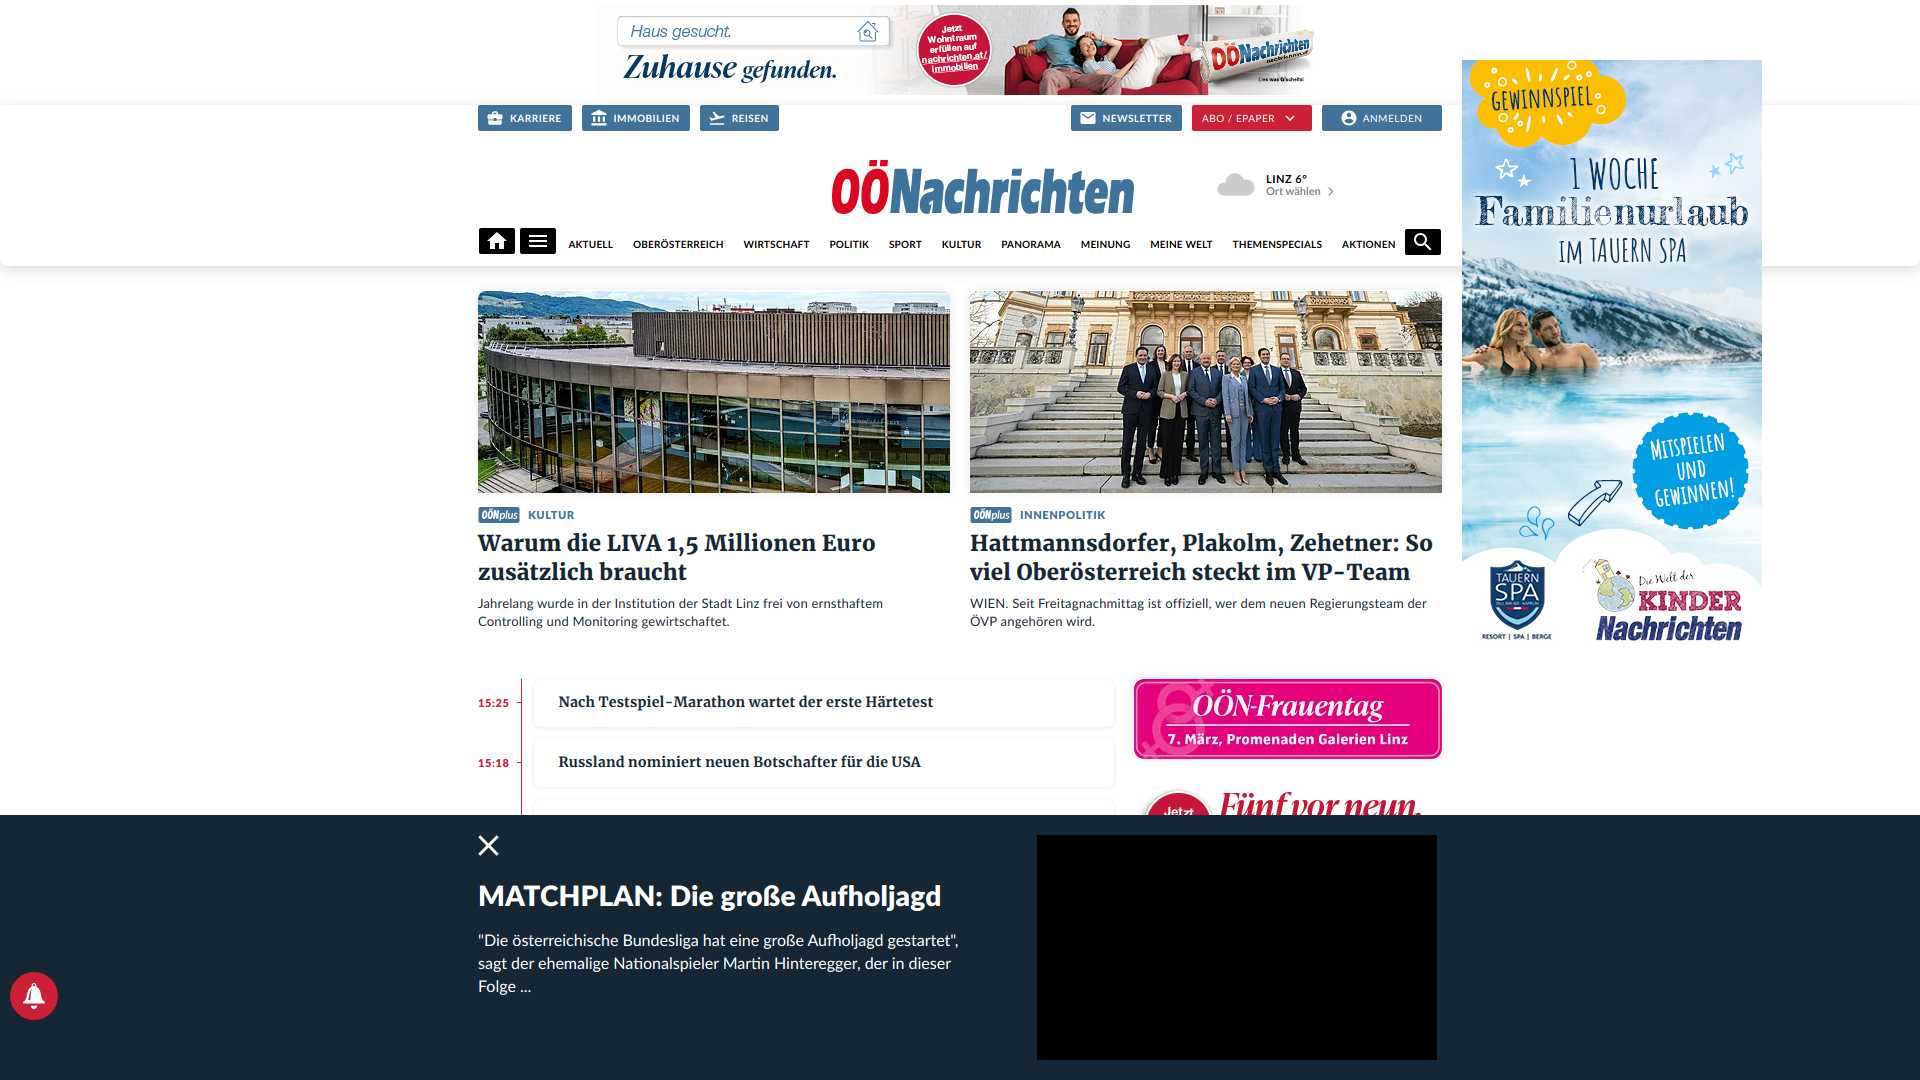 Haus gesucht.
Zuhause gefunden.
Jetzt
Wohntraum
erfüllen auf
nachrichten.at/
immobilien
OÖNachrichten
Lies was G'scheits!
KARRIERE
IMMOBILIEN
REISEN
NEWSLETTER
ABO / EPAPER
ANMELDEN
OÖNachrichten
LINZ 6°
Ort wählen
AKTUELL
OBERÖSTERREICH
WIRTSCHAFT
POLITIK
SPORT
KULTUR
PANORAMA
MEINUNG
MEINE WELT
THEMENSPECIALS
AKTIONEN
GEWINNSPIEL
1 WOCHE
Familienurlaub
IM TAUERN SPA
MITSPIELEN
UND
GEWINNEN!
TAUERN
SPA
RESORT | SPA | BERGE
Die Welt der
KINDER
Nachrichten
OÖNplus KULTUR
Warum die LIVA 1,5 Millionen Euro
zusätzlich braucht
Jahrelang wurde in der Institution der Stadt Linz frei von ernsthaftem
Controlling und Monitoring gewirtschaftet.
OÖNplus INNENPOLITIK
Hattmannsdorfer, Plakolm, Zehetner: So
viel Oberösterreich steckt im VP-Team
WIEN. Seit Freitagnachmittag ist offiziell, wer dem neuen Regierungsteam der
ÖVP angehören wird.
15:25
Nach Testspiel-Marathon wartet der erste Härtetest
15:18
Russland nominiert neuen Botschafter für die USA
OÖN-Frauentag
7. März, Promenaden Galerien Linz
Jetzt
Fünf vor neun.
MATCHPLAN: Die große Aufholjagd
"Die österreichische Bundesliga hat eine große Aufholjagd gestartet",
sagt der ehemalige Nationalspieler Martin Hinteregger, der in dieser
Folge ...